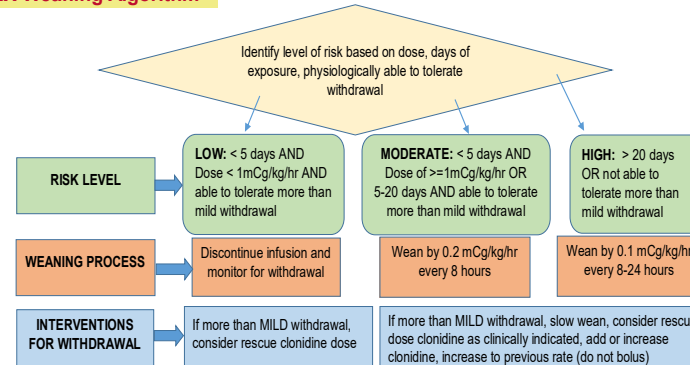 Weaning Algorithm
Identify level of risk based on dose, days of
exposure, physiologically able to tolerate
withdrawal
RISK LEVEL
LOW: < 5 days AND
Dose < 1mCg/kg/hr AND
able to tolerate more than
mild withdrawal
MODERATE: < 5 days AND
Dose of >=1mCg/kg/hr OR
5-20 days AND able to tolerate
more than mild withdrawal
HIGH: > 20 days
OR not able to
tolerate more than
mild withdrawal
WEANING PROCESS
Discontinue infusion and
monitor for withdrawal
Wean by 0.2 mCg/kg/hr
every 8 hours
Wean by 0.1 mCg/kg/hr
every 8-24 hours
INTERVENTIONS
FOR WITHDRAWAL
If more than MILD withdrawal,
consider rescue clonidine dose
If more than MILD withdrawal, slow wean, consider rescu
dose clonidine as clinically indicated, add or increase
clonidine, increase to previous rate (do not bolus)